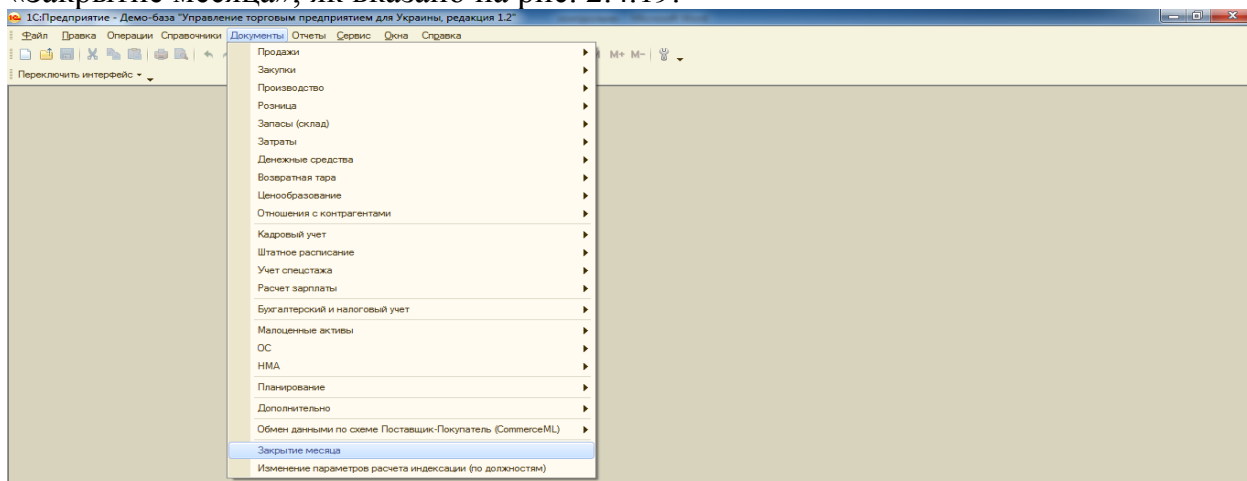 «Закрытие месяца», як вказано на рис. 2.4.19.
1С:Предприятие - Демо-база "Управление торговым предприятием для Украины, редакция 1.2"
Файл Правка Операции Справочники Документы Отчеты Сервис Окна Справка
M+ M-
Переключить интерфейс
Продажи
Закупки
Производство
Розница
Запасы (склад)
Затраты
Денежные средства
Возвратная тара
Ценообразование
Отношения с контрагентами
Кадровый учет
Штатное расписание
Учет спецстажа
Расчет зарплаты
Бухгалтерский и налоговый учет
Малоценные активы
ОС
НМА
Планирование
Дополнительно
Обмен данными по схеме Поставщик-Покупатель (CommerceML)
Закрытие месяца
Изменение параметров расчета индексации (по должностям)